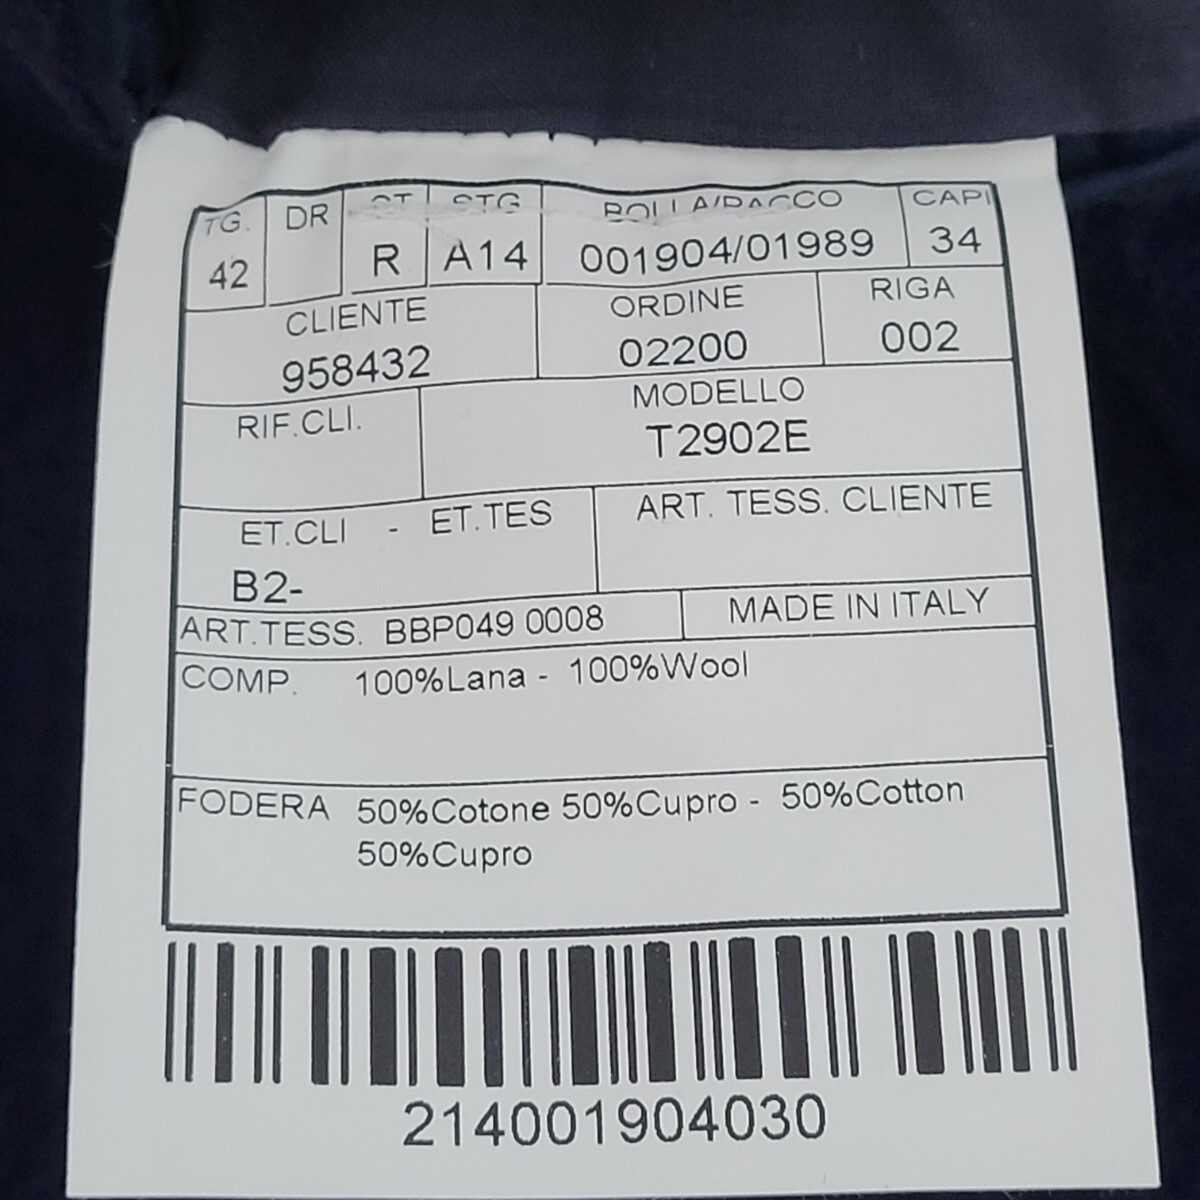 TG. DR ST STG BOLLA/PACCO CAPI
42 R A14 001904/01989 34
CLIENTE ORDINE RIGA
958432 02200 002
RIF.CLI. MODELLO
T2902E
ET.CLI - ET.TES ART. TESS. CLIENTE
B2-
ART.TESS. BBP049 0008 MADE IN ITALY
COMP. 100%Lana - 100%Wool
FODERA 50%Cotone 50%Cupro - 50%Cotton
50%Cupro
214001904030